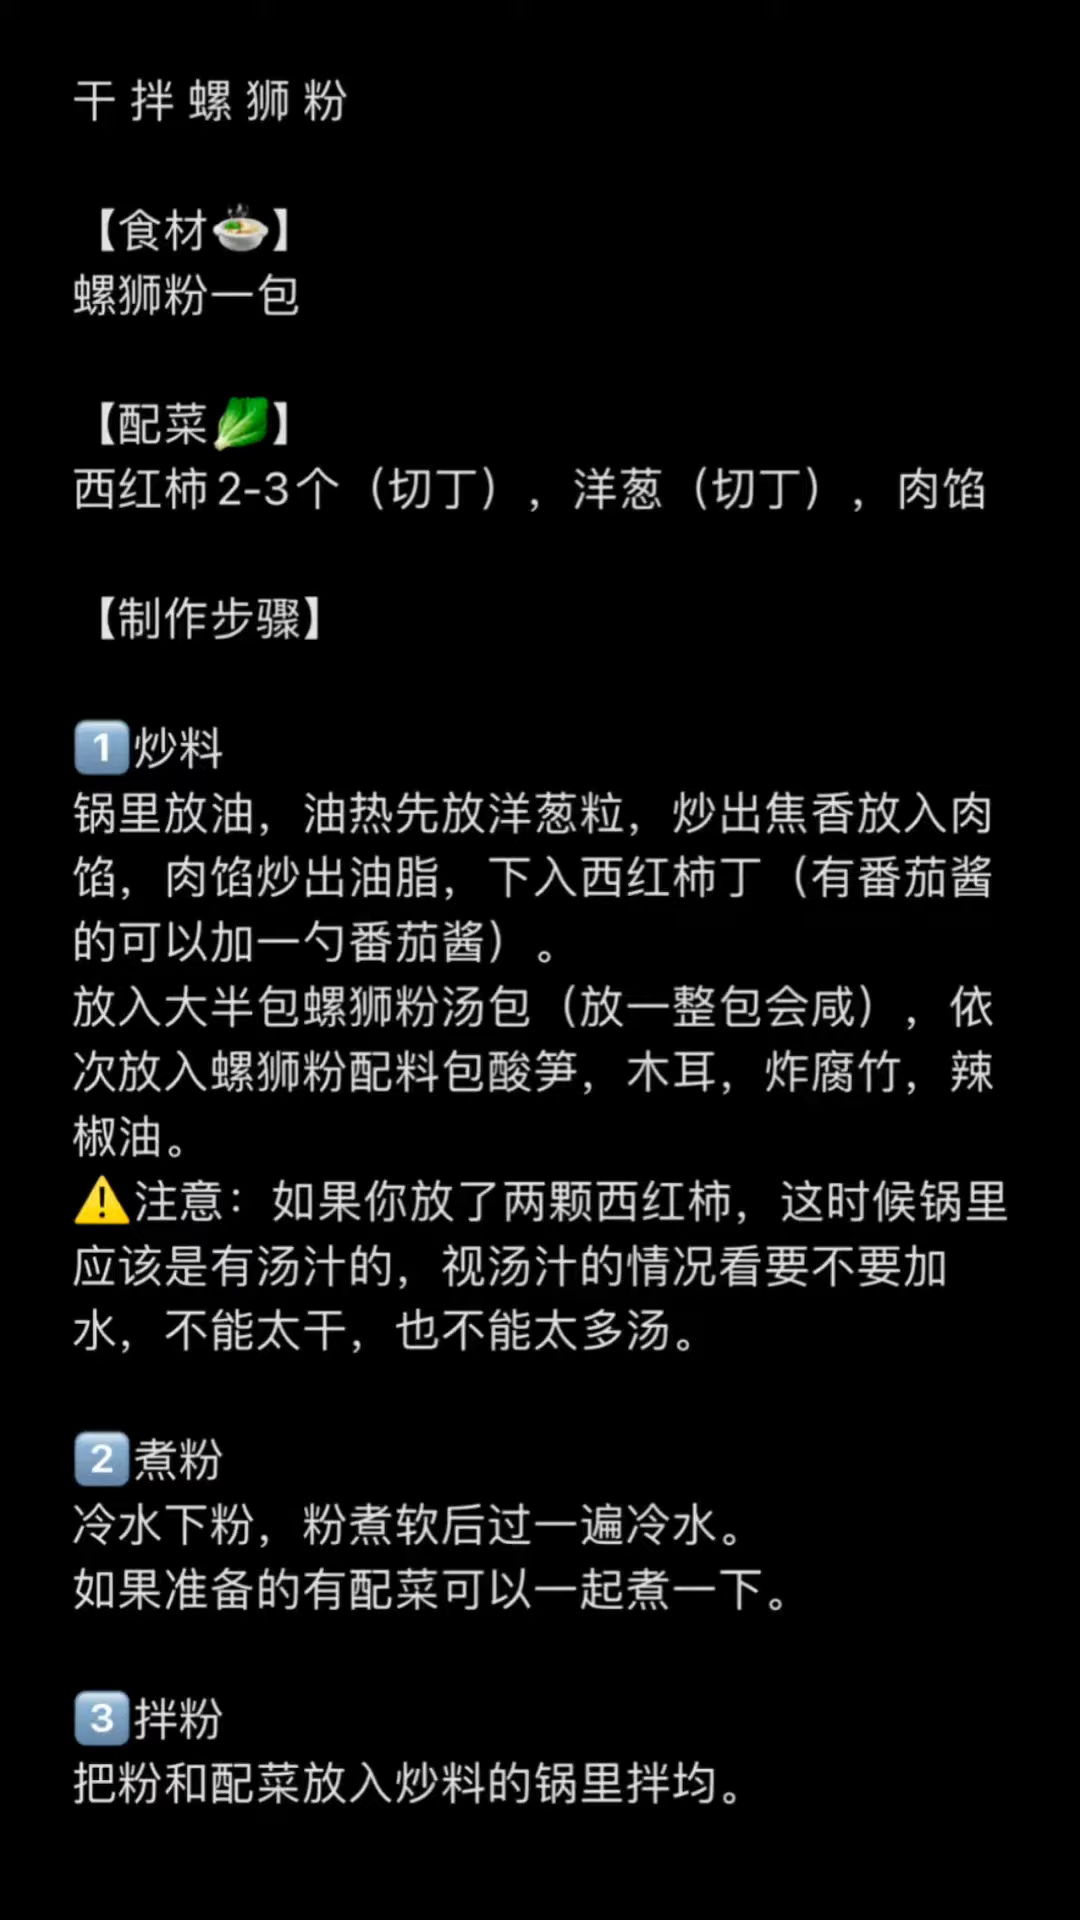 干拌螺狮粉
【食材🍜】
螺狮粉一包
【配菜🥬】
西红柿2-3个（切丁），洋葱（切丁），肉馅
【制作步骤】
1️⃣炒料
锅里放油，油热先放洋葱粒，炒出焦香放入肉
馅，肉馅炒出油脂，下入西红柿丁（有番茄酱
的可以加一勺番茄酱）。
放入大半包螺狮粉汤包（放一整包会咸），依
次放入螺狮粉配料包酸笋，木耳，炸腐竹，辣
椒油。
⚠️注意：如果你放了两颗西红柿，这时候锅里
应该是有汤汁的，视汤汁的情况看要不要加
水，不能太干，也不能太多汤。
2️⃣煮粉
冷水下粉，粉煮软后过一遍冷水。
如果准备的有配菜可以一起煮一下。
3️⃣拌粉
把粉和配菜放入炒料的锅里拌均。